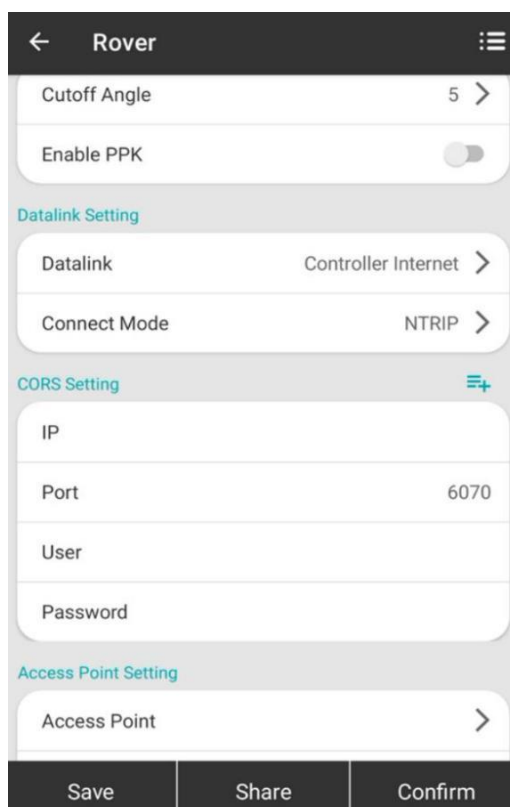 Rover
Cutoff Angle 5
Enable PPK
Datalink Setting
Datalink Controller Internet
Connect Mode NTRIP
CORS Setting
IP
Port 6070
User
Password
Access Point Setting
Access Point
Save Share Confirm